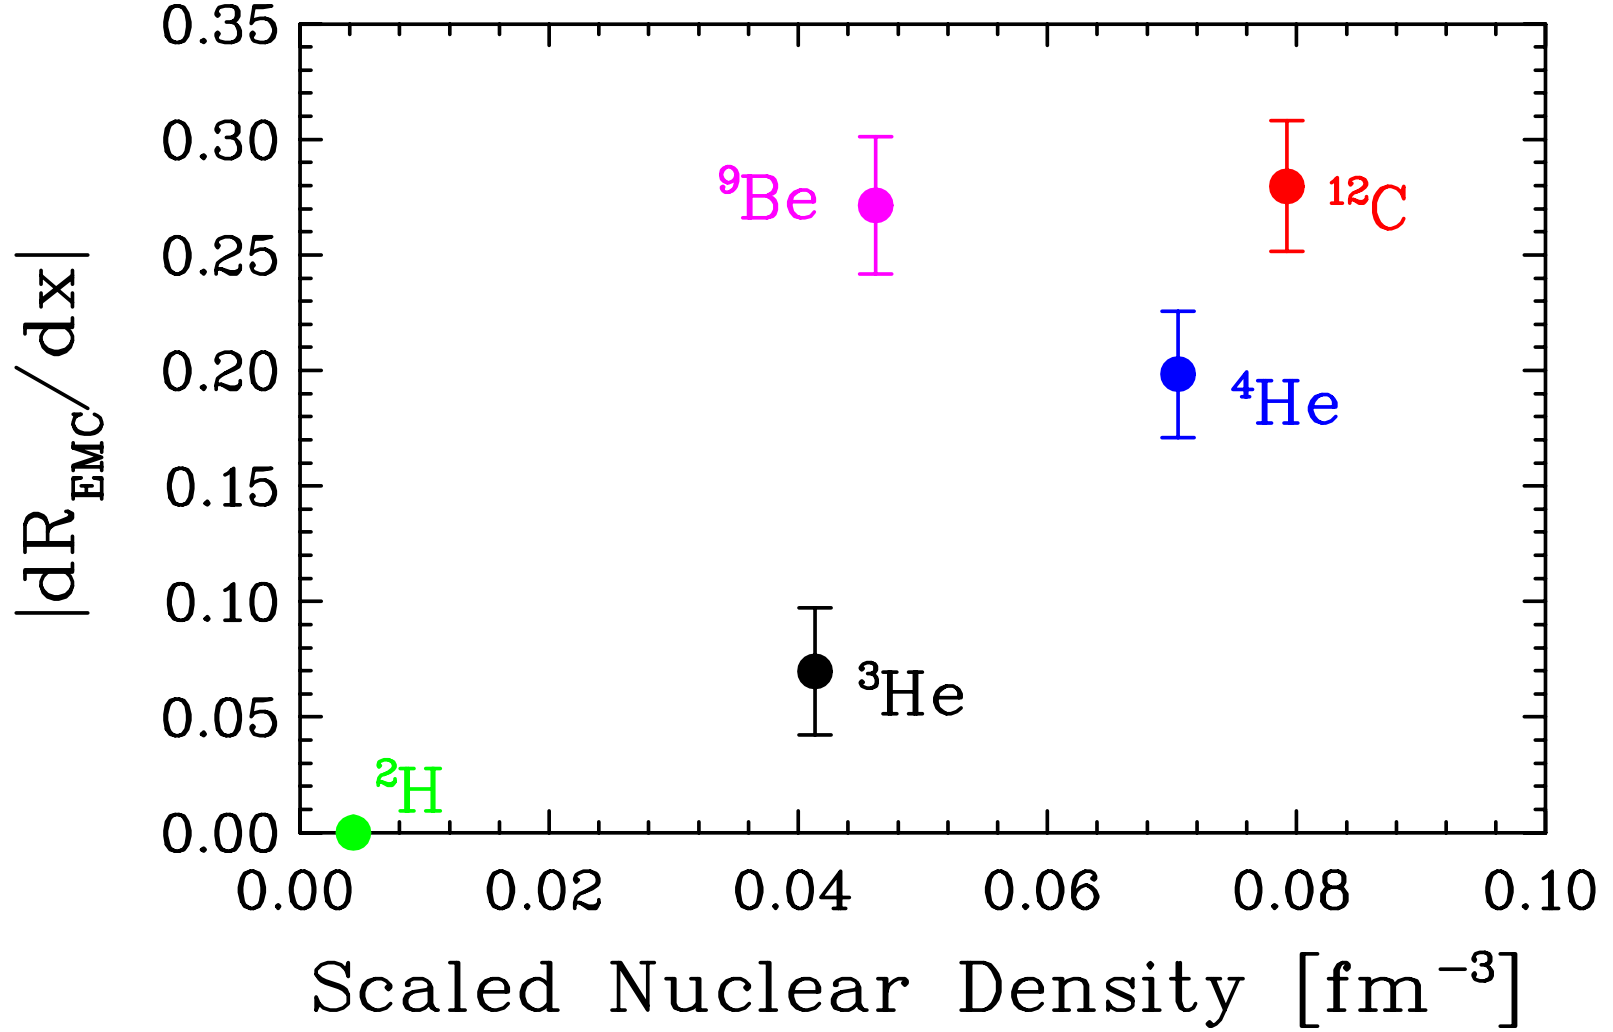 |dR_EMC/dx|
0.35
0.30
0.25
0.20
0.15
0.10
0.05
0.00
⁹Be
¹²C
⁴He
³He
²H
0.00 0.02 0.04 0.06 0.08 0.10
Scaled Nuclear Density [fm⁻³]